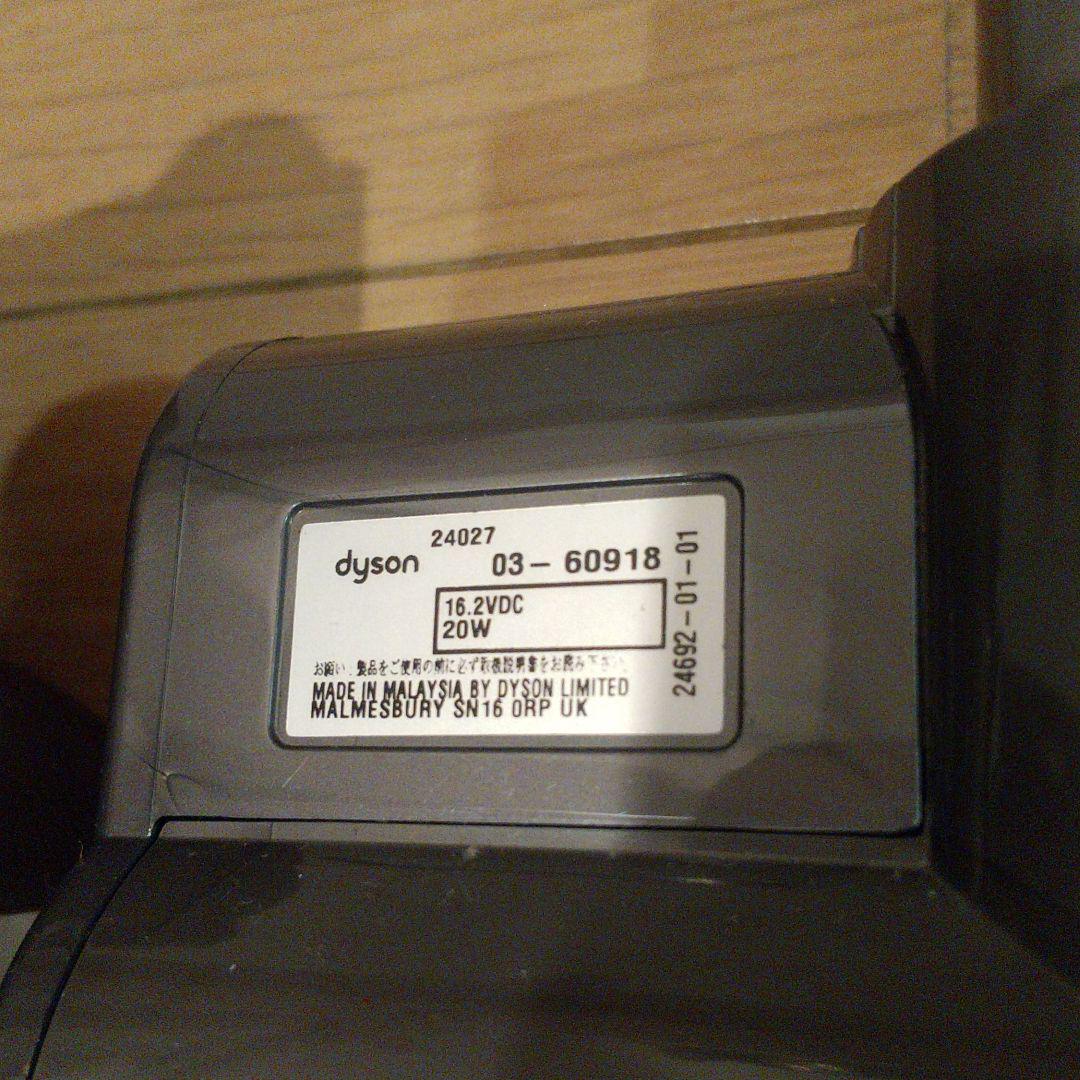 24027
dyson
03-60918
16.2VDC
20W
お願い:製品をご使用の前に必ず取扱説明書をお読み下さい。
MADE IN MALAYSIA BY DYSON LIMITED
MALMESBURY SN16 0RP UK
24692-01-01